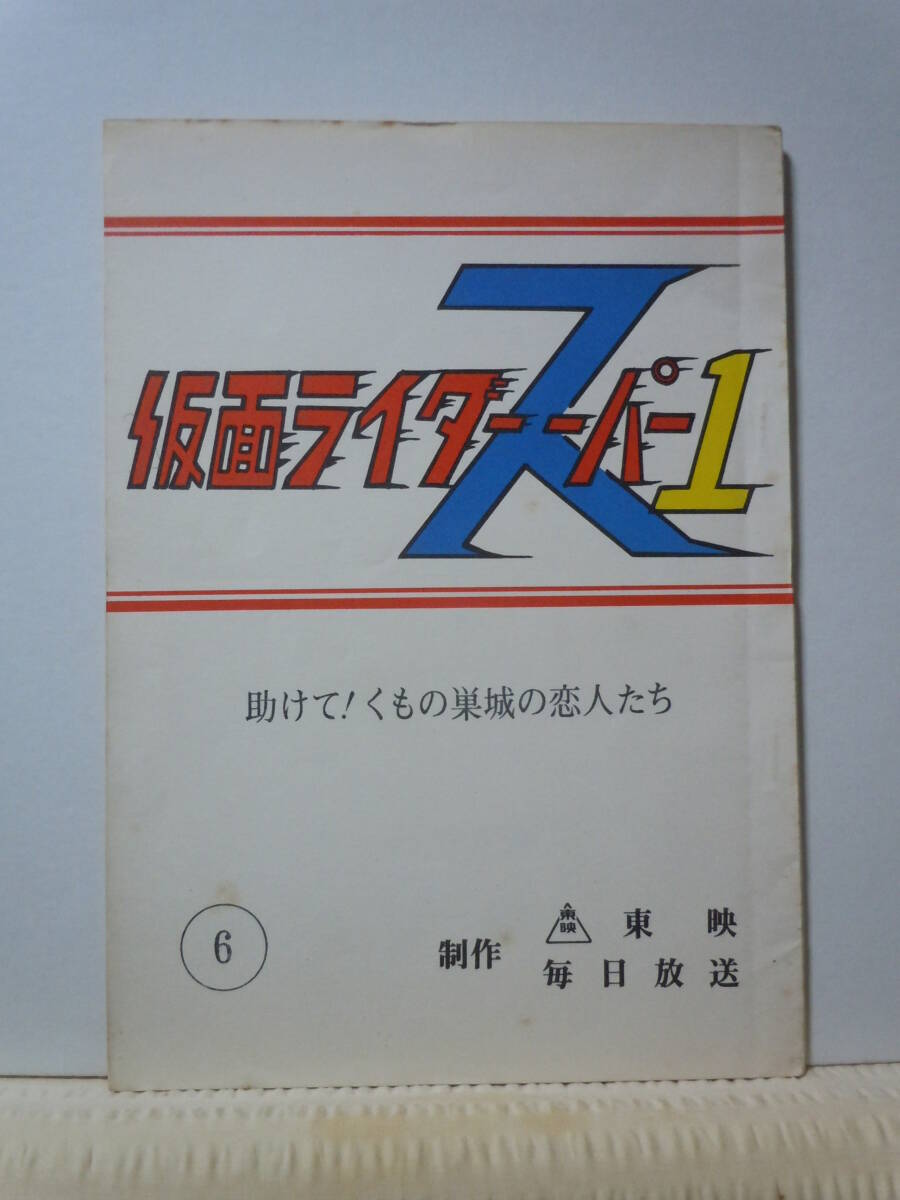 仮面ライダースーパー1
助けて!くもの巣城の恋人たち
6
制作
東映 東映
毎日放送